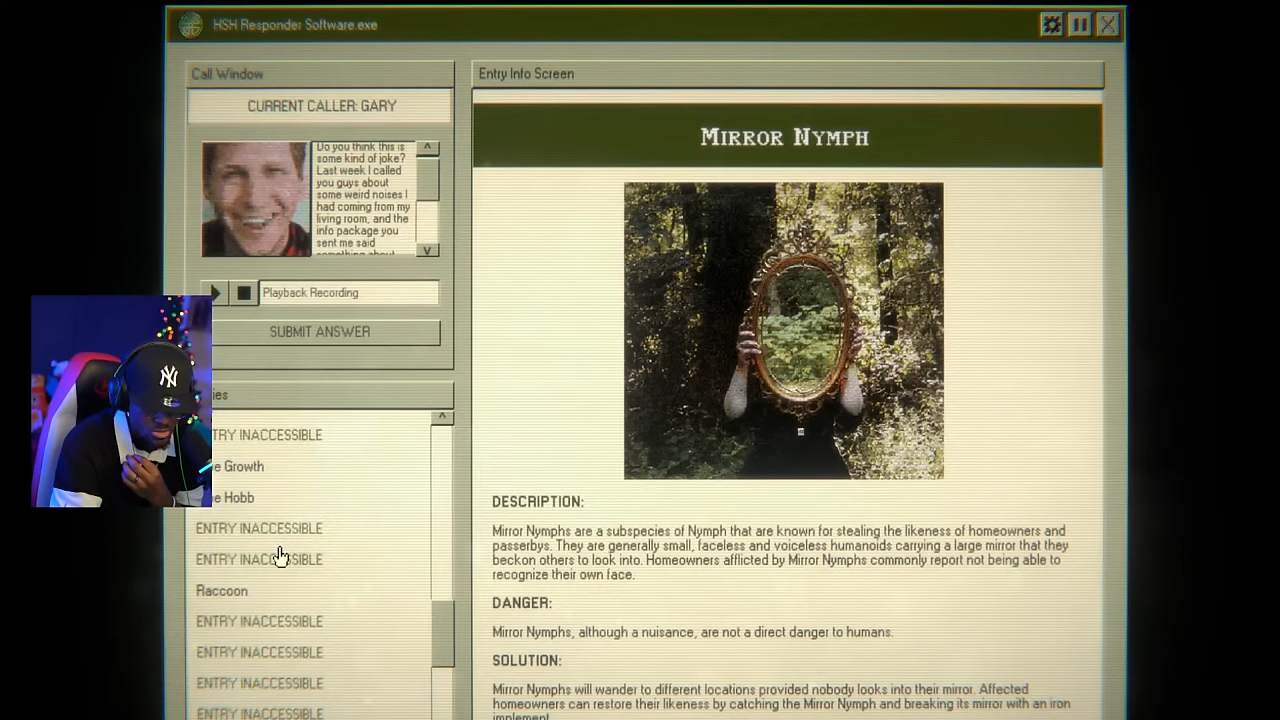 HSH Responder Software.exe
Call Window
CURRENT CALLER: GARY
Do you think this is
some kind of joke?
Last week I called
you guys about
some weird noises I
had coming from my
living room, and the
info package you
sent me said
something about
Playback Recording
SUBMIT ANSWER
ies
TRY INACCESSIBLE
e Growth
e Hobb
ENTRY INACCESSIBLE
ENTRY INACCESSIBLE
Raccoon
ENTRY INACCESSIBLE
ENTRY INACCESSIBLE
ENTRY INACCESSIBLE
ENTRY INACCESSIBLE
Entry Info Screen
MIRROR NYMPH
DESCRIPTION:
Mirror Nymphs are a subspecies of Nymph that are known for stealing the likeness of homeowners and
passerbys. They are generally small, faceless and voiceless humanoids carrying a large mirror that they
beckon others to look into. Homeowners afflicted by Mirror Nymphs commonly report not being able to
recognize their own face.
DANGER:
Mirror Nymphs, although a nuisance, are not a direct danger to humans.
SOLUTION:
Mirror Nymphs will wander to different locations provided nobody looks into their mirror. Affected
homeowners can restore their likeness by catching the Mirror Nymph and breaking its mirror with an iron
implement.
NY